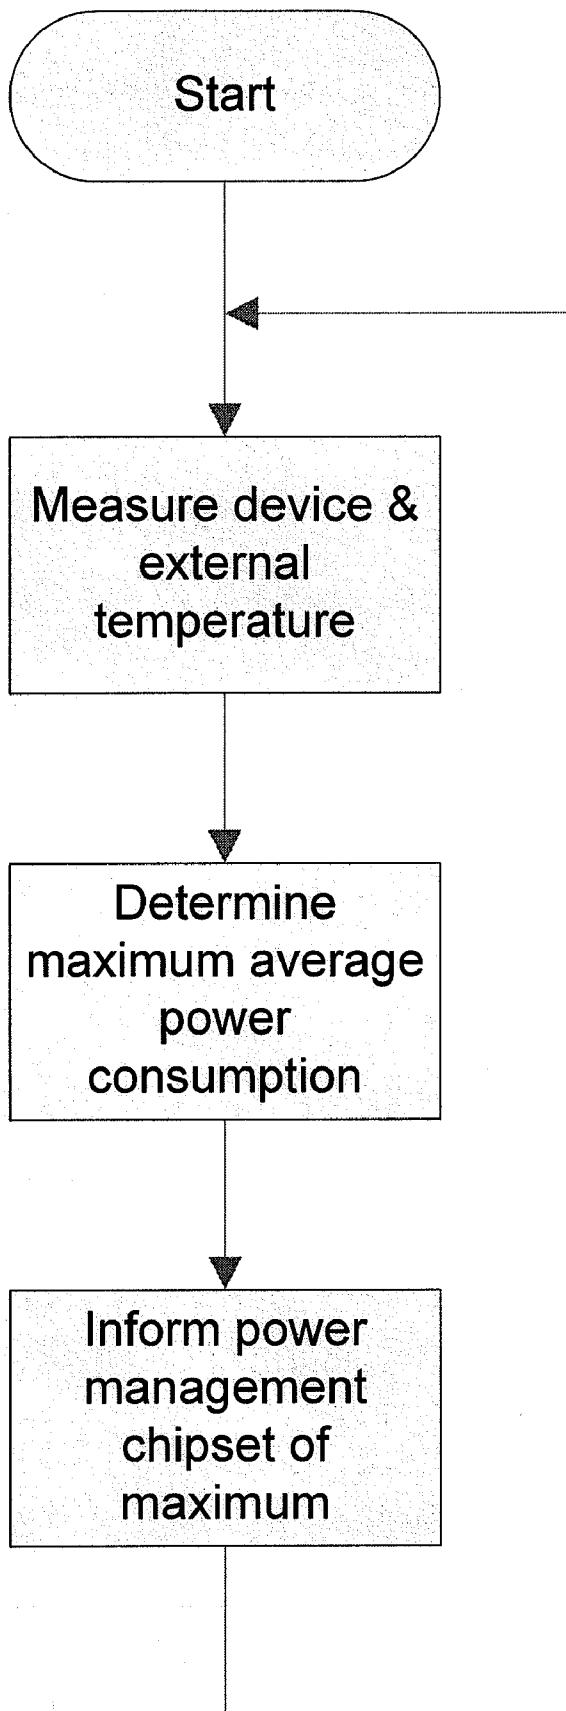 Start
Measure device &
external
temperature
Determine
maximum average
power
consumption
Inform power
management
chipset of
maximum